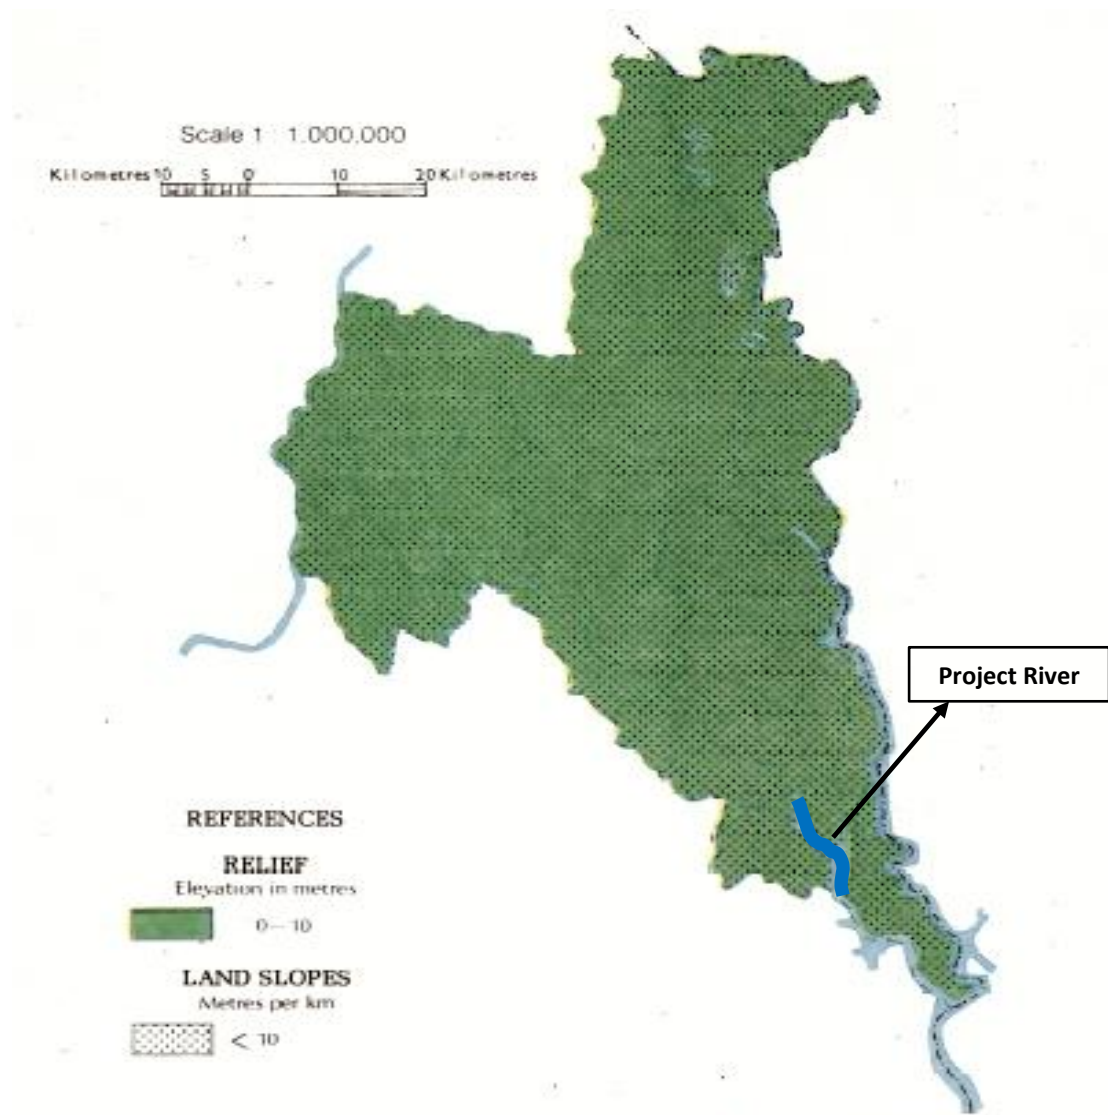 Scale 1 : 1.000.000
Kilometres 10 5 0 10 20 Kilometres
Project River
REFERENCES
RELIEF
Elevation in metres
0-10
LAND SLOPES
Metres per km
< 10